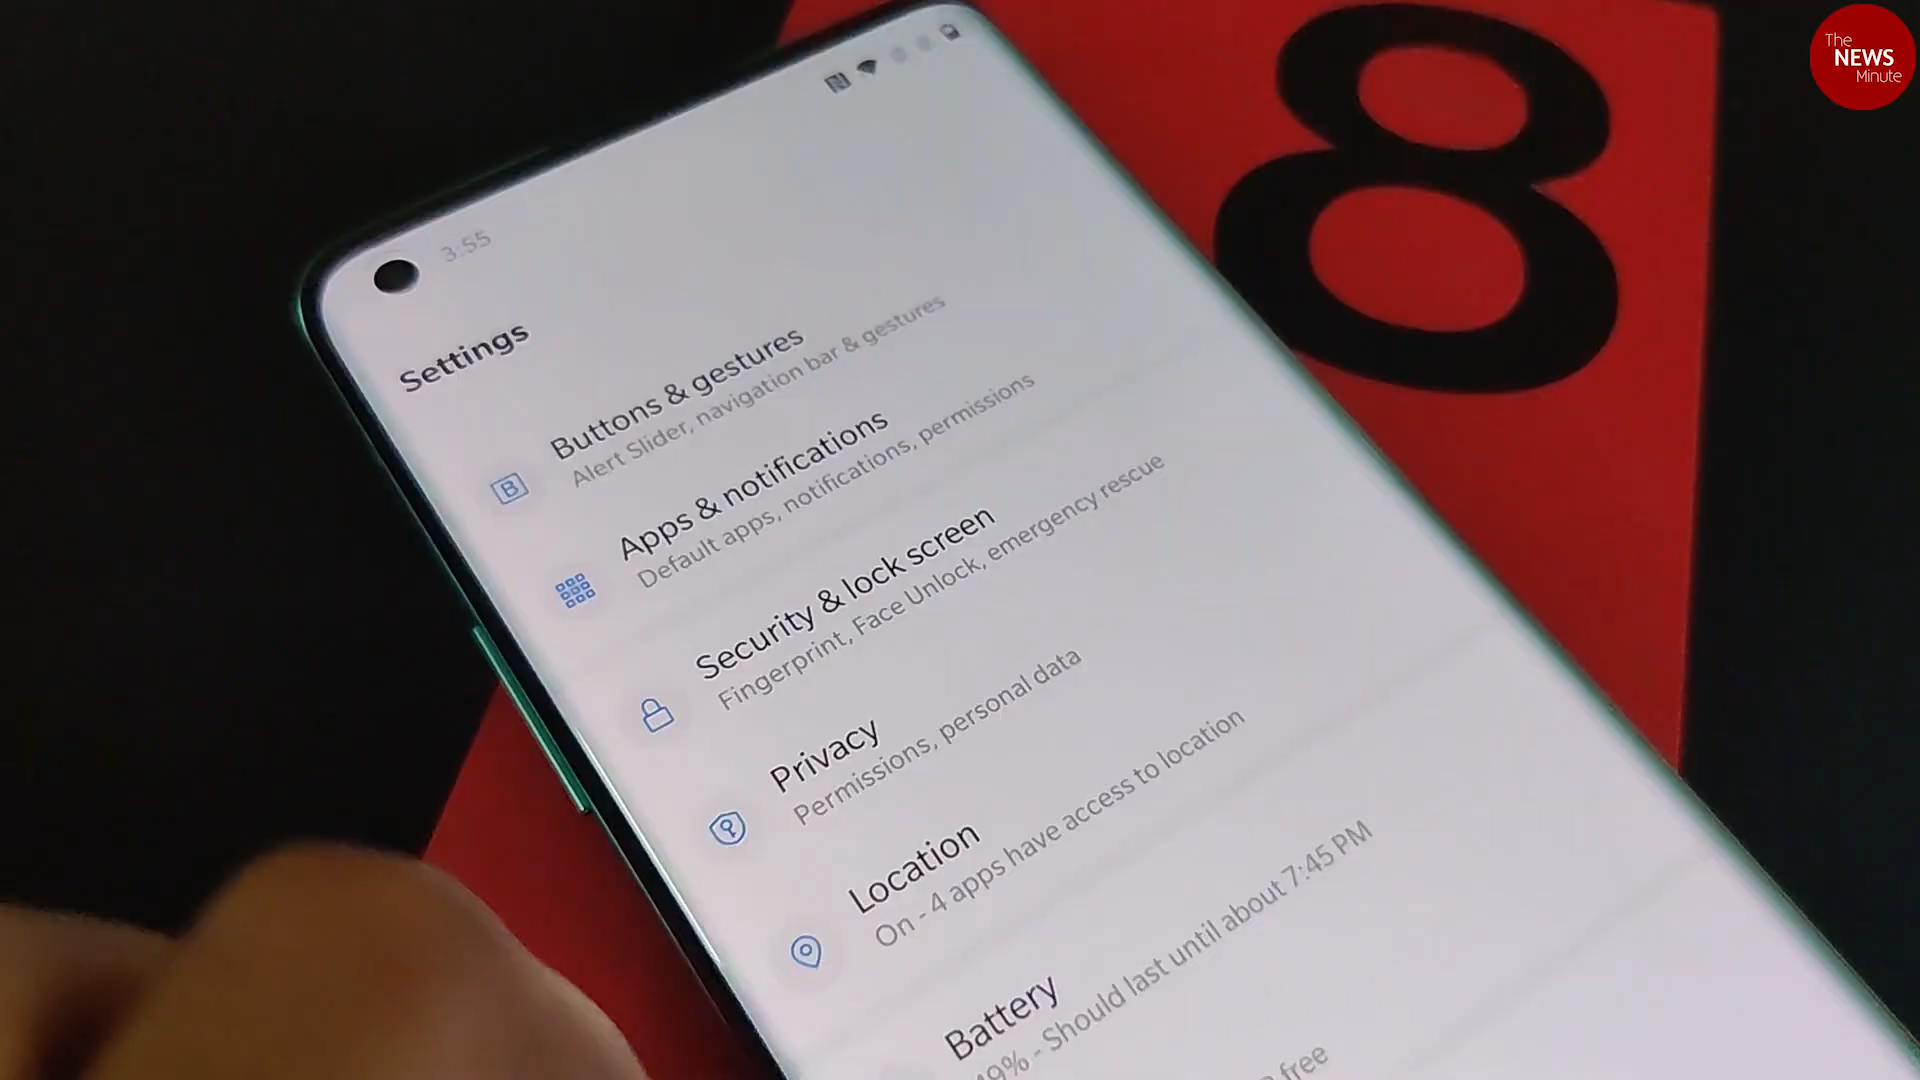 The
NEWS
Minute
8
3:55
Settings
Buttons & gestures
Alert Slider, navigation bar & gestures
B
Apps & notifications
Default apps, notifications, permissions
Security & lock screen
Fingerprint, Face Unlock, emergency rescue
Privacy
Permissions, personal data
Location
On - 4 apps have access to location
Battery
- Should last until about 7:45 PM
free